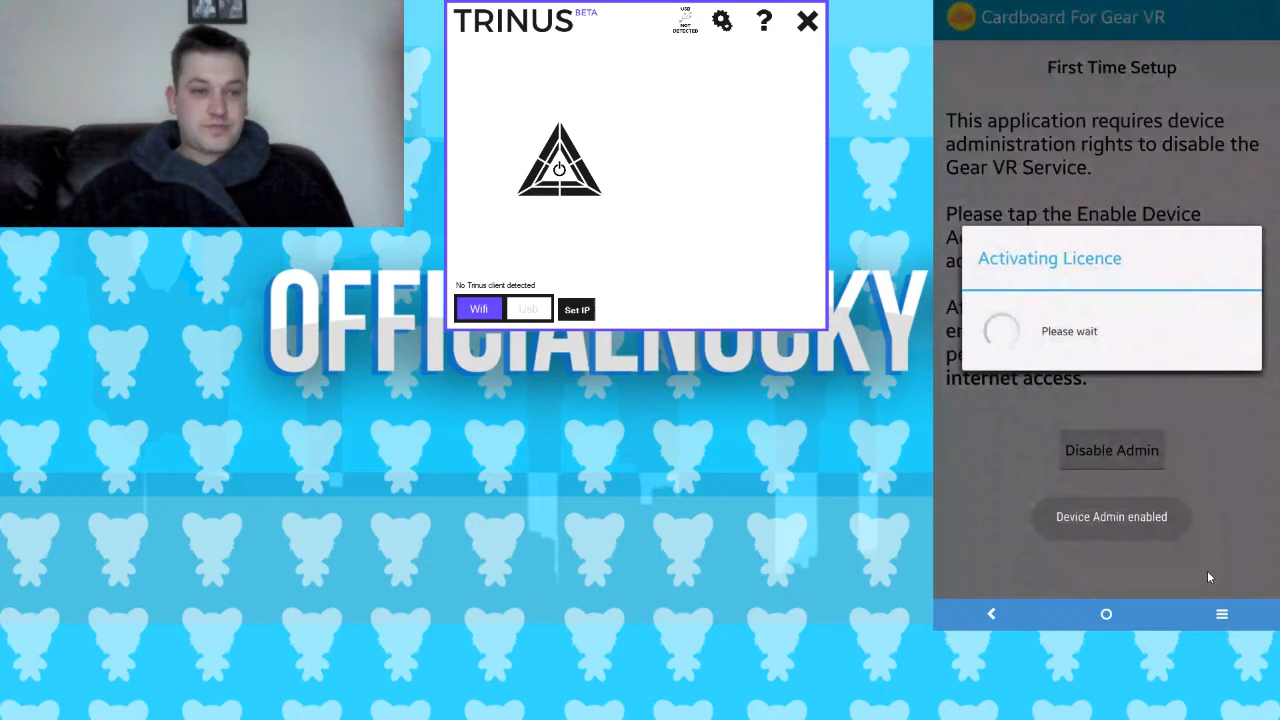 TRINUS BETA
USB
NOT
DETECTED
?
No Trinus client detected
Wifi
Usb
Set IP
Cardboard For Gear VR
First Time Setup
This application requires device
administration rights to disable the
Gear VR Service.
Please tap the Enable Device
Activating Licence
Please wait
internet access.
Disable Admin
Device Admin enabled